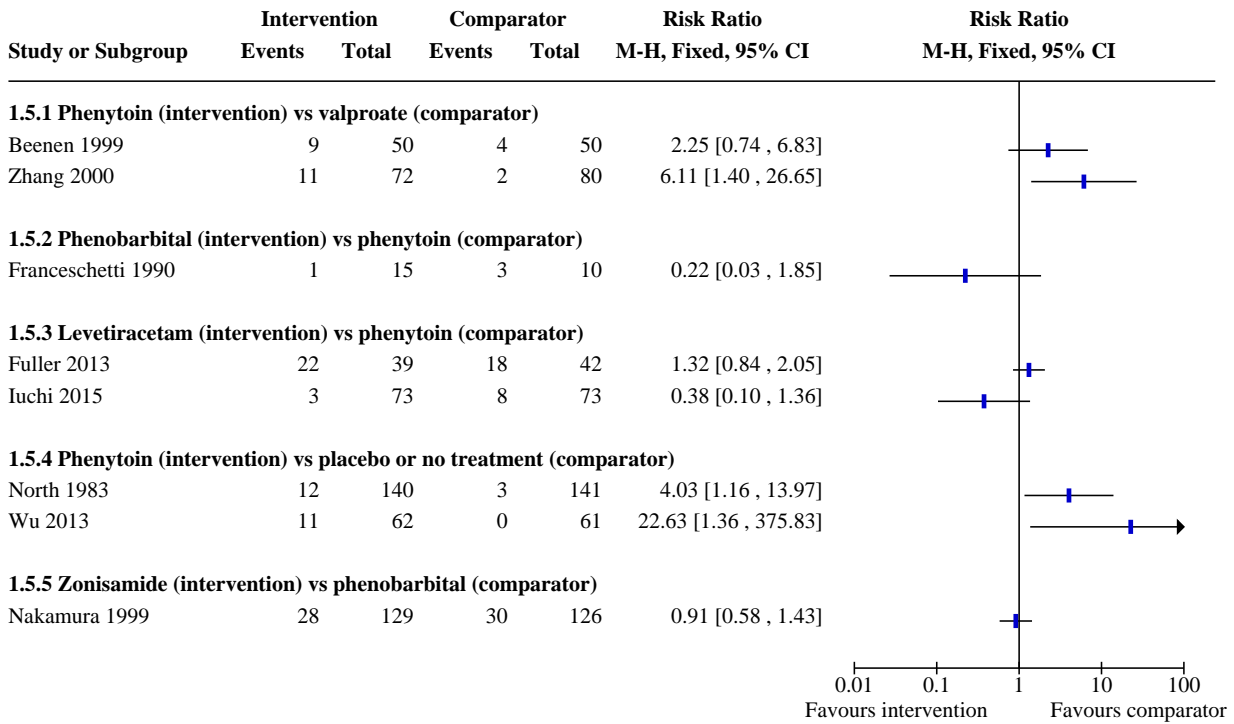 Intervention Comparator Risk Ratio Risk Ratio
Study or Subgroup Events Total Events Total M-H, Fixed, 95% CI M-H, Fixed, 95% CI
1.5.1 Phenytoin (intervention) vs valproate (comparator)
Beenen 1999 9 50 4 50 2.25 [0.74 , 6.83]
Zhang 2000 11 72 2 80 6.11 [1.40 , 26.65]
1.5.2 Phenobarbital (intervention) vs phenytoin (comparator)
Franceschetti 1990 1 15 3 10 0.22 [0.03 , 1.85]
1.5.3 Levetiracetam (intervention) vs phenytoin (comparator)
Fuller 2013 22 39 18 42 1.32 [0.84 , 2.05]
Iuchi 2015 3 73 8 73 0.38 [0.10 , 1.36]
1.5.4 Phenytoin (intervention) vs placebo or no treatment (comparator)
North 1983 12 140 3 141 4.03 [1.16 , 13.97]
Wu 2013 11 62 0 61 22.63 [1.36 , 375.83]
1.5.5 Zonisamide (intervention) vs phenobarbital (comparator)
Nakamura 1999 28 129 30 126 0.91 [0.58 , 1.43]
0.01 0.1 1 10 100
Favours intervention Favours comparator